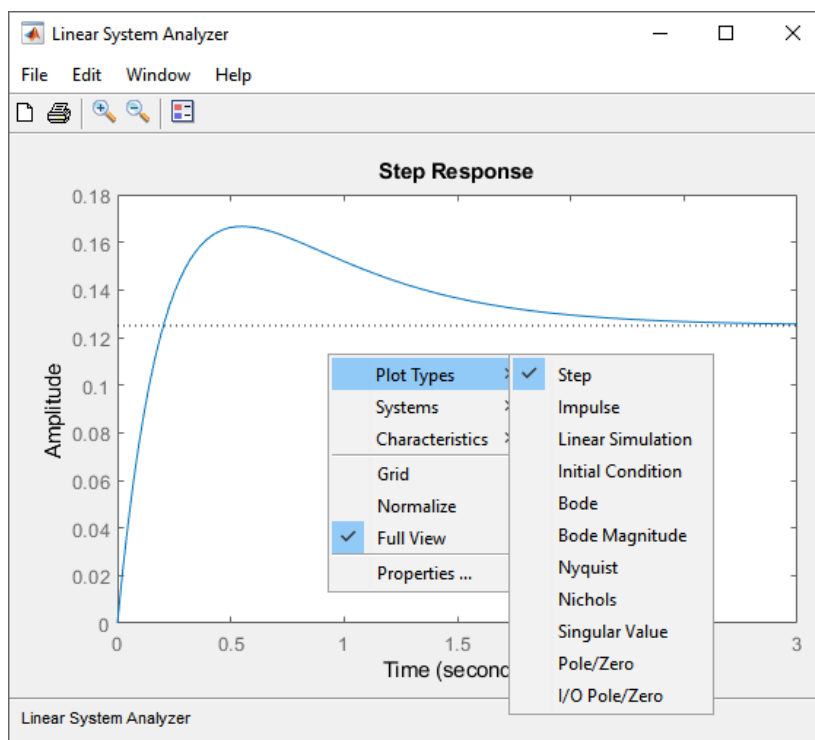 Linear System Analyzer
File Edit Window Help
Step Response
0.18
0.16
0.14
0.12
0.1
0.08
0.06
0.04
0.02
0
Amplitude
Plot Types
Systems
Characteristics
Grid
Normalize
Full View
Properties ...
Step
Impulse
Linear Simulation
Initial Condition
Bode
Bode Magnitude
Nyquist
Nichols
Singular Value
Pole/Zero
I/O Pole/Zero
0 0.5 1 1.5 3
Time (second
Linear System Analyzer